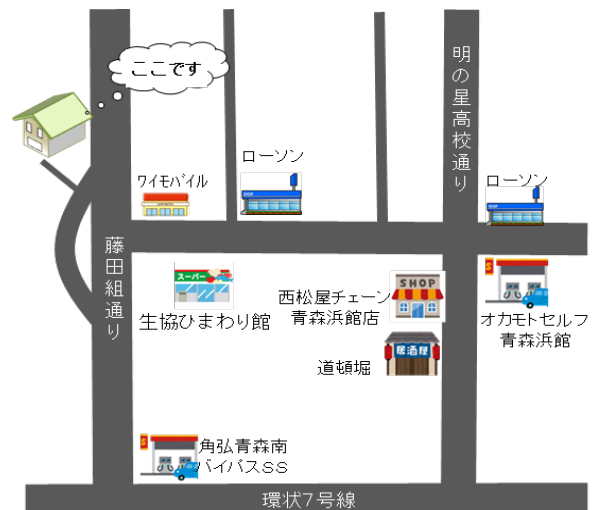 ここです
明の星高校通り
ローソン
ワイモバイル
ローソン
SHOP
SHOP
藤田組通り
スーパー
生協ひまわり館
西松屋チェーン
青森浜館店
SHOP
S
オカモトセルフ
青森浜館
道頓堀
居酒屋
S
角弘青森南
バイパスSS
環状7号線